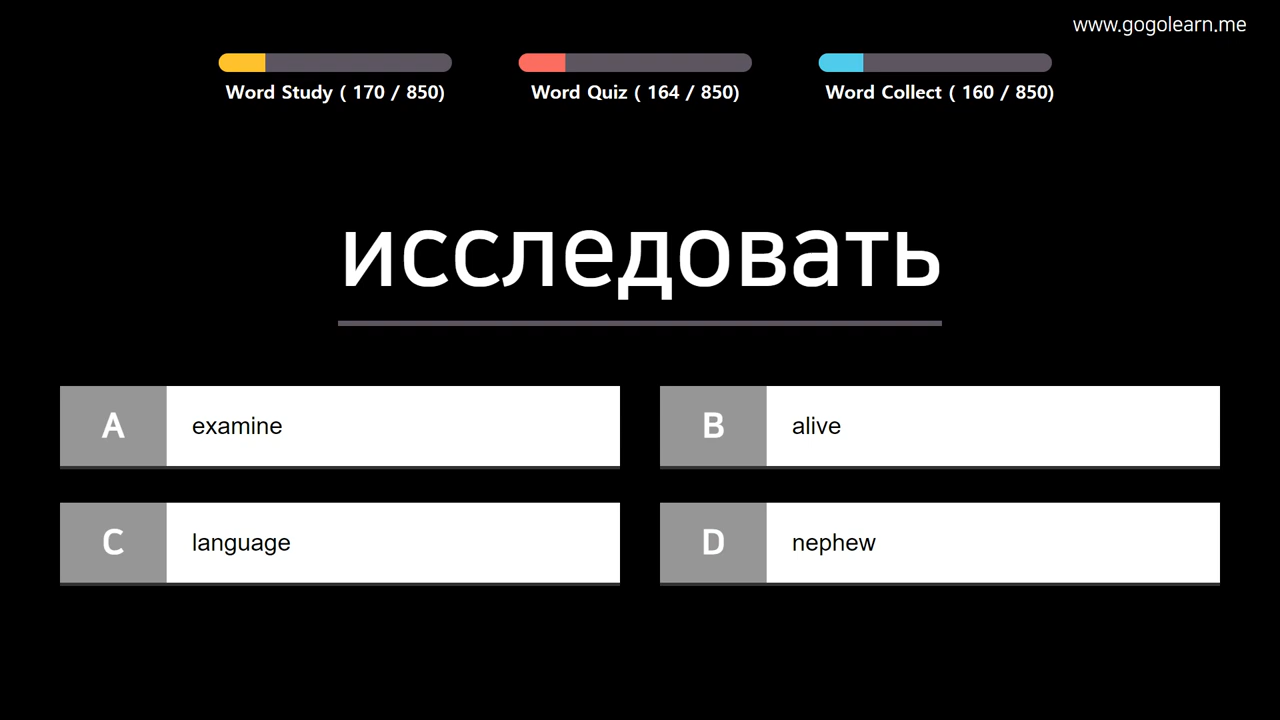 www.gogolearn.me
Word Study ( 170 / 850)
Word Quiz ( 164 / 850)
Word Collect ( 160 / 850)
исследовать
A examine
B alive
C language
D nephew